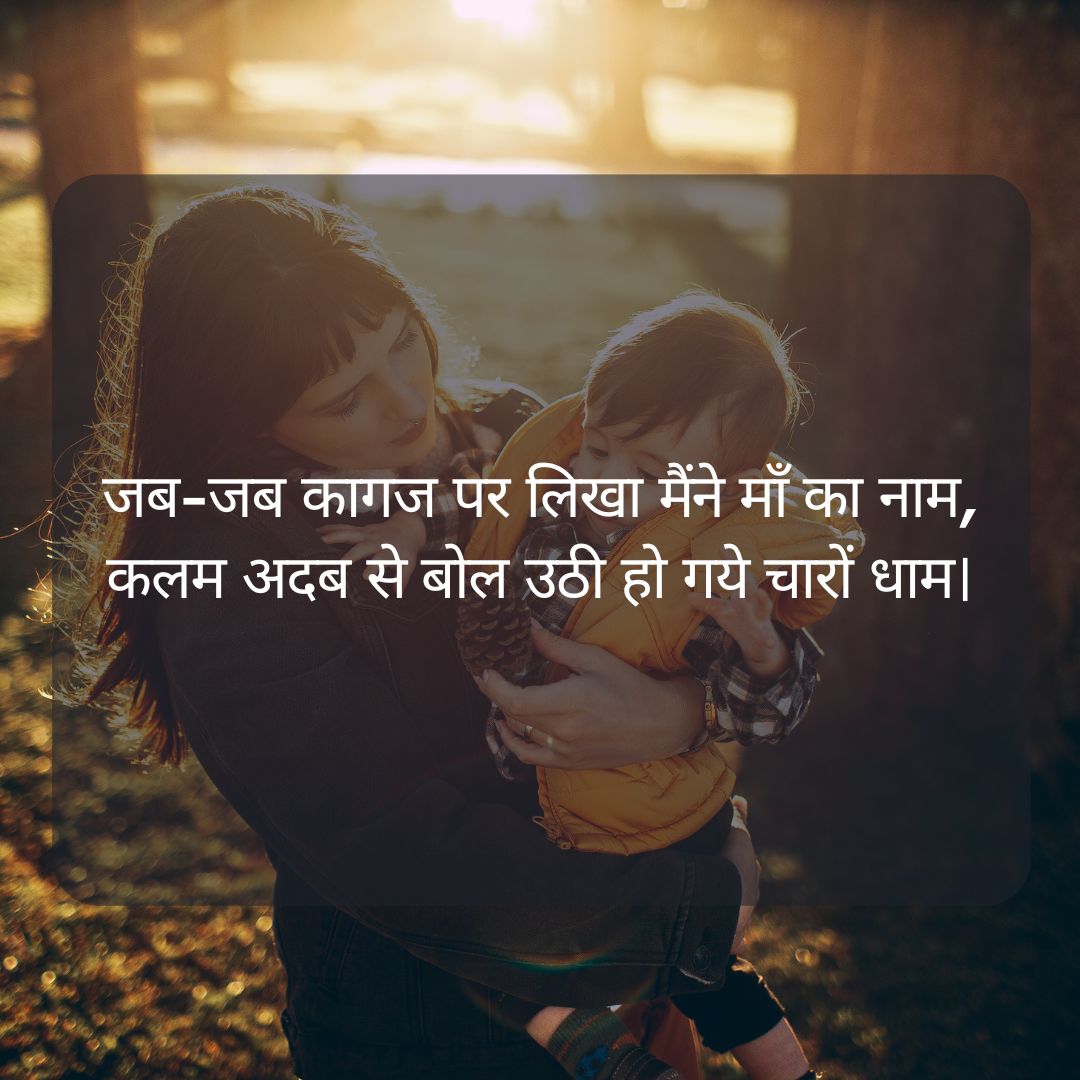 जब-जब कागज पर लिखा मैंने माँ का नाम,
कलम अदब से बोल उठी हो गये चारों धाम।